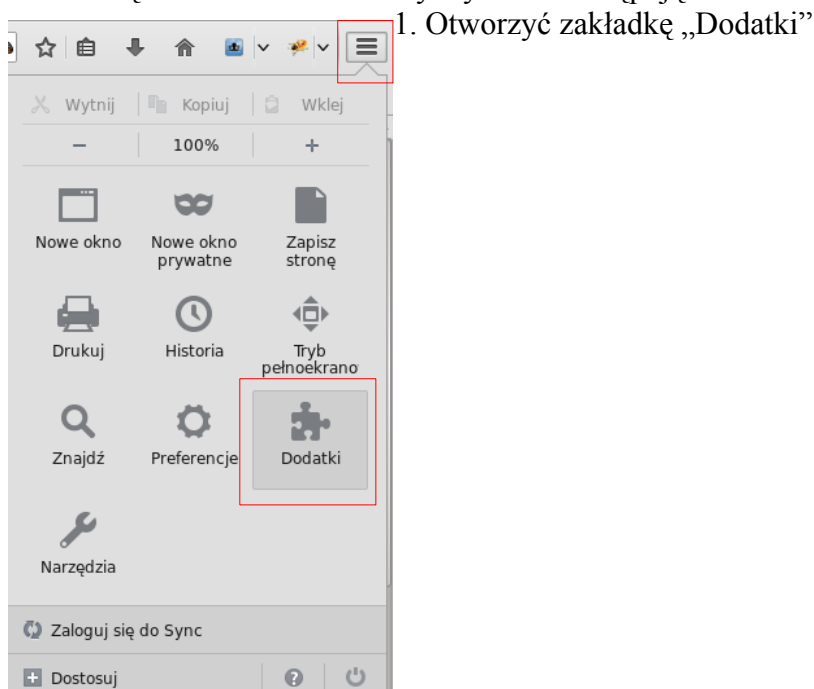 1. Otworzyć zakładkę „Dodatki”
Wytnij Kopiuj Wklej
− 100% +
Nowe okno Nowe okno Zapisz
prywatne stronę
Drukuj Historia Tryb
pełnoekrano
Znajdź Preferencje Dodatki
Narzędzia
Zaloguj się do Sync
Dostosuj